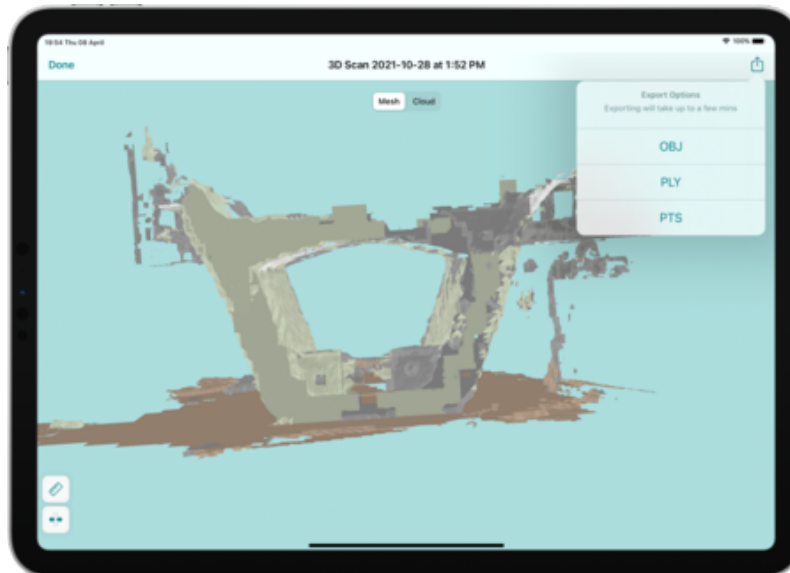 19:54 Thu 08 April
100%
Done
3D Scan 2021-10-28 at 1:52 PM
Mesh
Cloud
Export Options
Exporting will take up to a few mins
OBJ
PLY
PTS